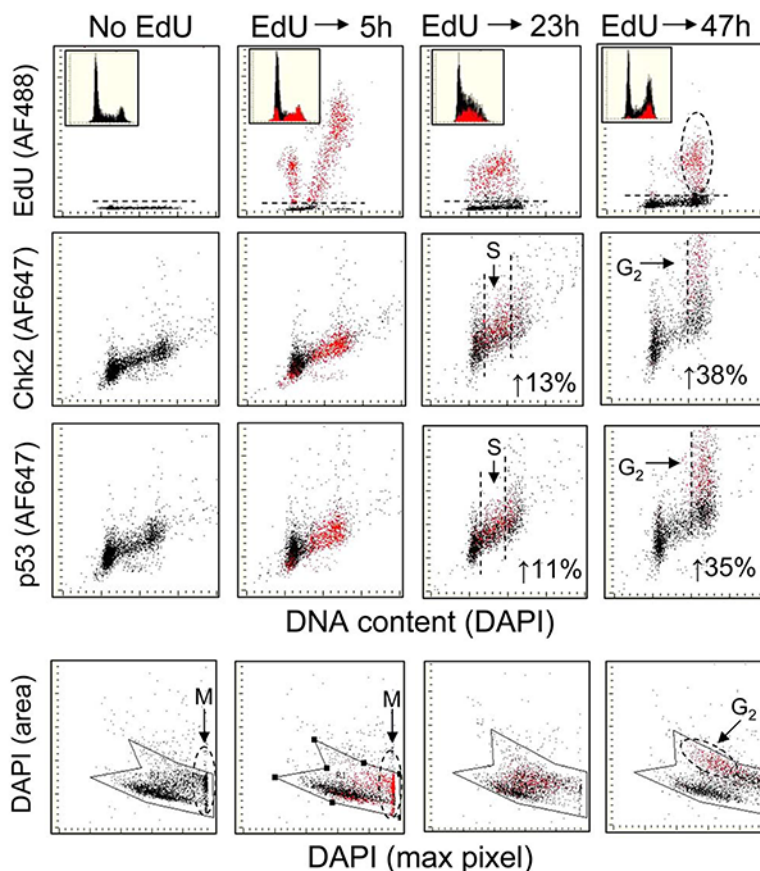 No EdU
EdU → 5h
EdU → 23h
EdU → 47h
EdU (AF488)
Chk2 (AF647)
S
↑13%
G₂
↑38%
p53 (AF647)
S
↑11%
G₂
↑35%
DNA content (DAPI)
DAPI (area)
M
M
G₂
DAPI (max pixel)